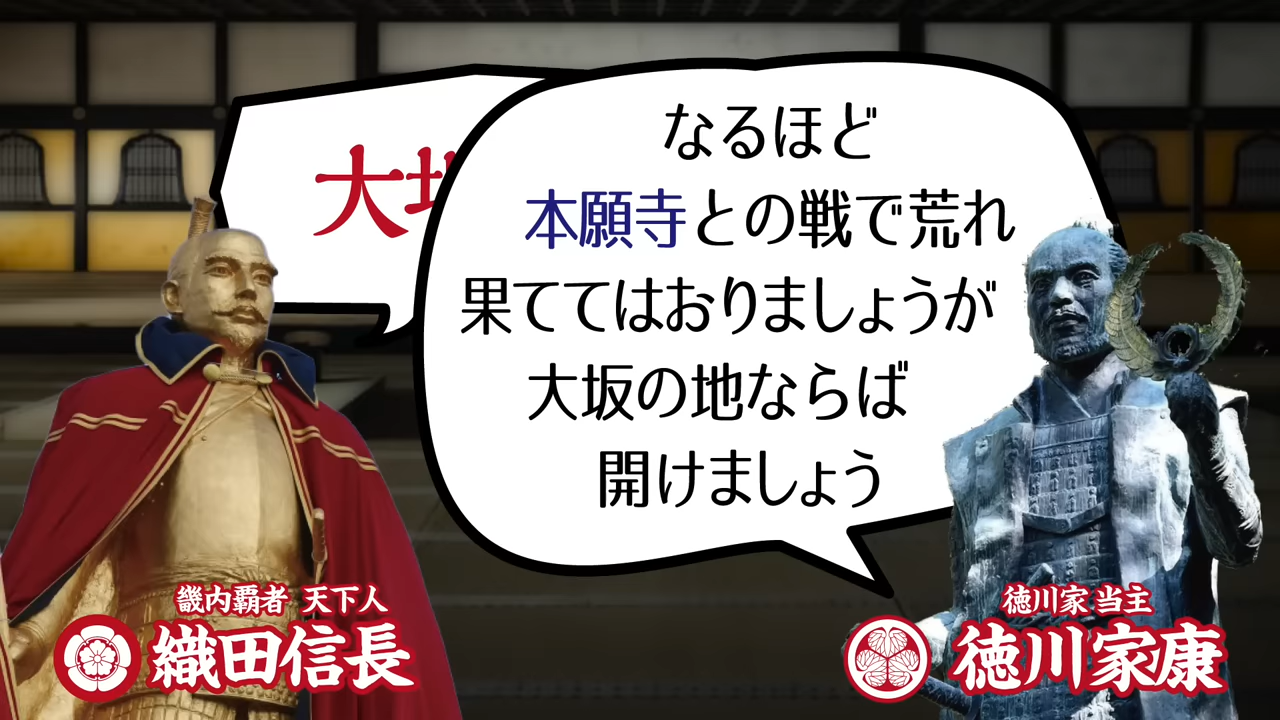 大
なるほど
本願寺との戦で荒れ
果ててはおりましょうが
大坂の地ならば
開けましょう
畿内覇者 天下人
織田信長
徳川家 当主
徳川家康